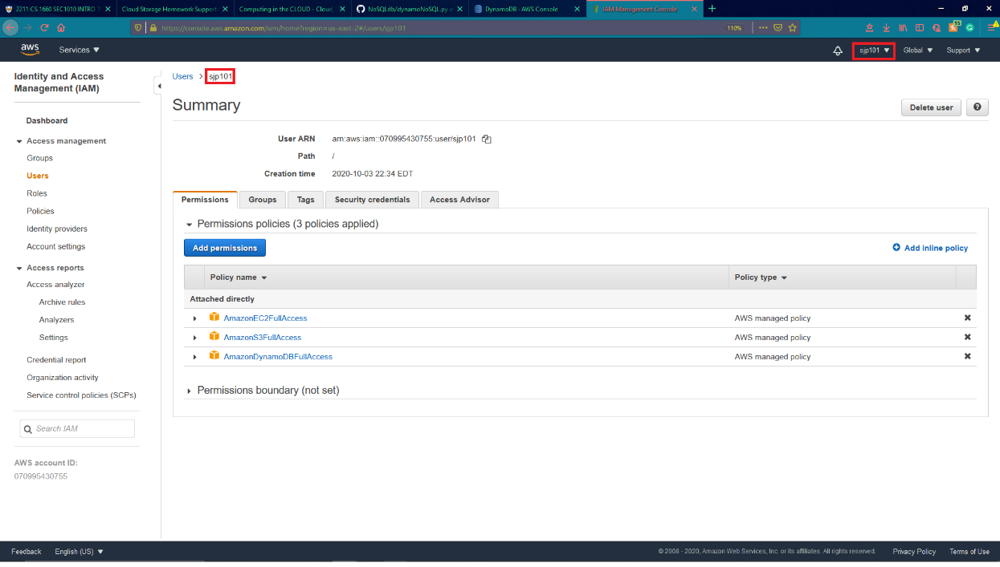 2211 CS 1660 SEC1010 INTRO T
Cloud Storage Homework Support
Computing in the CLOUD - Cloud_
NoSQLdb/dynamoNoSQL.py at
DynamoDB - AWS Console
IAM Management Console
https://console.aws.amazon.com/iam/home?region=us-east-2#/users/sjp101
110%
aws
Services
sjp101
Global
Support
Identity and Access
Management (IAM)
Dashboard
Access management
Groups
Users
Roles
Policies
Identity providers
Account settings
Access reports
Access analyzer
Archive rules
Analyzers
Settings
Credential report
Organization activity
Service control policies (SCPs)
Search IAM
AWS account ID:
070995430755
Users > sjp101
Summary
Delete user
?
User ARN arn:aws:iam::070995430755:user/sjp101
Path /
Creation time 2020-10-03 22:34 EDT
Permissions
Groups
Tags
Security credentials
Access Advisor
Permissions policies (3 policies applied)
Add permissions
Add inline policy
Policy name
Policy type
Attached directly
AmazonEC2FullAccess AWS managed policy
AmazonS3FullAccess AWS managed policy
AmazonDynamoDBFullAccess AWS managed policy
Permissions boundary (not set)
Feedback
English (US)
© 2008 - 2020, Amazon Web Services, Inc. or its affiliates. All rights reserved.
Privacy Policy
Terms of Use